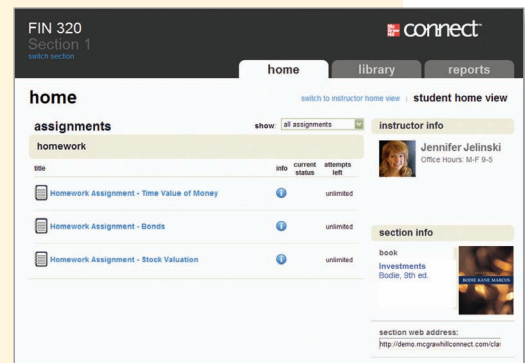 FIN 320
Section 1
switch section
connect
home
library
reports
home
switch to instructor home view | student home view
assignments
show: all assignments
homework
title
info
current status
attempts left
Homework Assignment - Time Value of Money
unlimited
Homework Assignment - Bonds
unlimited
Homework Assignment - Stock Valuation
unlimited
instructor info
Jennifer Jelinski
Office Hours: M-F 9-5
section info
book
Investments
Bodie, 9th ed.
BODIE KANE MARCUS
section web address:
http://demo.mcgrawhillconnect.com/cla